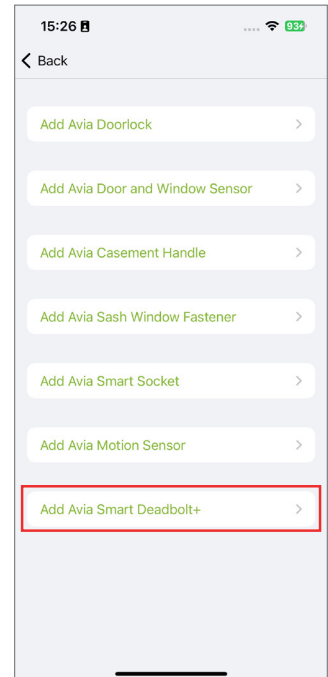 15:26
93
Back
Add Avia Doorlock
Add Avia Door and Window Sensor
Add Avia Casement Handle
Add Avia Sash Window Fastener
Add Avia Smart Socket
Add Avia Motion Sensor
Add Avia Smart Deadbolt+